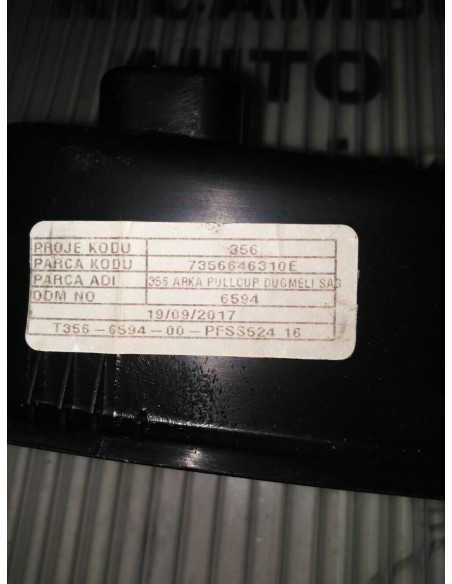 RICAMBI
AUTO
PROJE KODU 356
PARCA KODU 7356646310E
PARCA ADI 356 ARKA PULLCUP DUGMELI SAG
ODM NO 6594
19/09/2017
T356-6594-00-PFSS524 16